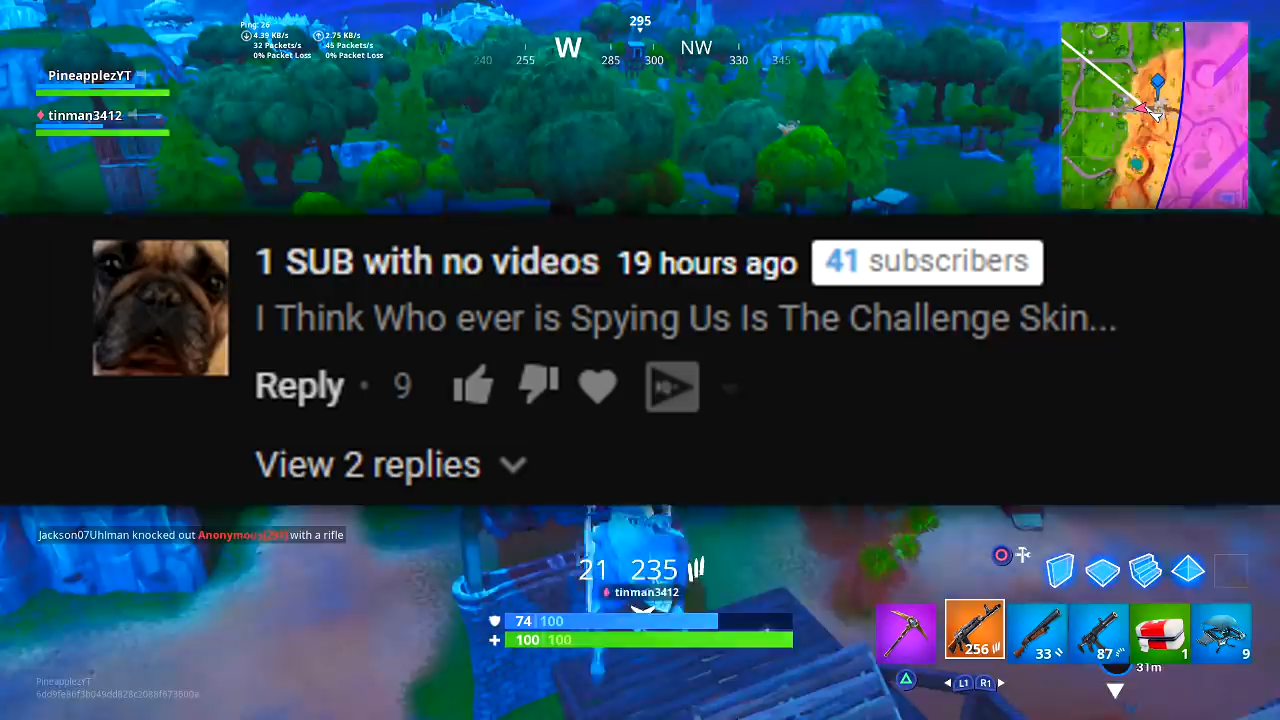 295
Ping: 26
4.39 KB/s 2.75 KB/s
32 Packets/s 45 Packets/s
0% Packet Loss 0% Packet Loss
240 255 W 285 300 NW 330 345
PineapplezYT
tinman3412
1 SUB with no videos 19 hours ago 41 subscribers
I Think Who ever is Spying Us Is The Challenge Skin...
Reply · 9
View 2 replies
Jackson07Uhlman knocked out Anonymous[291] with a rifle
21 235
tinman3412
74 | 100
100 | 100
256 33 87 1 9
31m
L1 R1
PineapplezYT